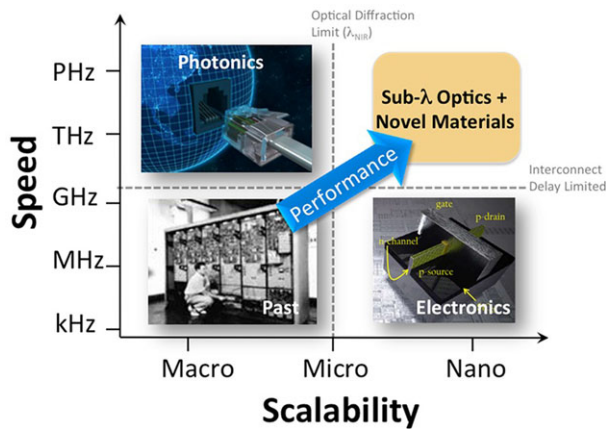 Optical Diffraction
Limit (λNIR)
Speed
PHz
THz
GHz
MHz
kHz
Photonics
Sub-λ Optics +
Novel Materials
Performance
Interconnect
Delay Limited
Past
gate
p-drain
n-channel
p-source
Electronics
Macro
Micro
Nano
Scalability